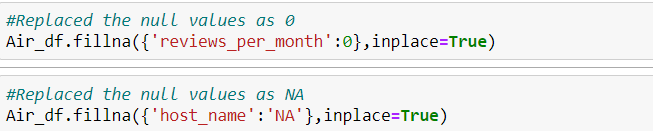 #Replaced the null values as 0
Air_df.fillna({'reviews_per_month':0},inplace=True)
#Replaced the null values as NA
Air_df.fillna({'host_name':'NA'},inplace=True)